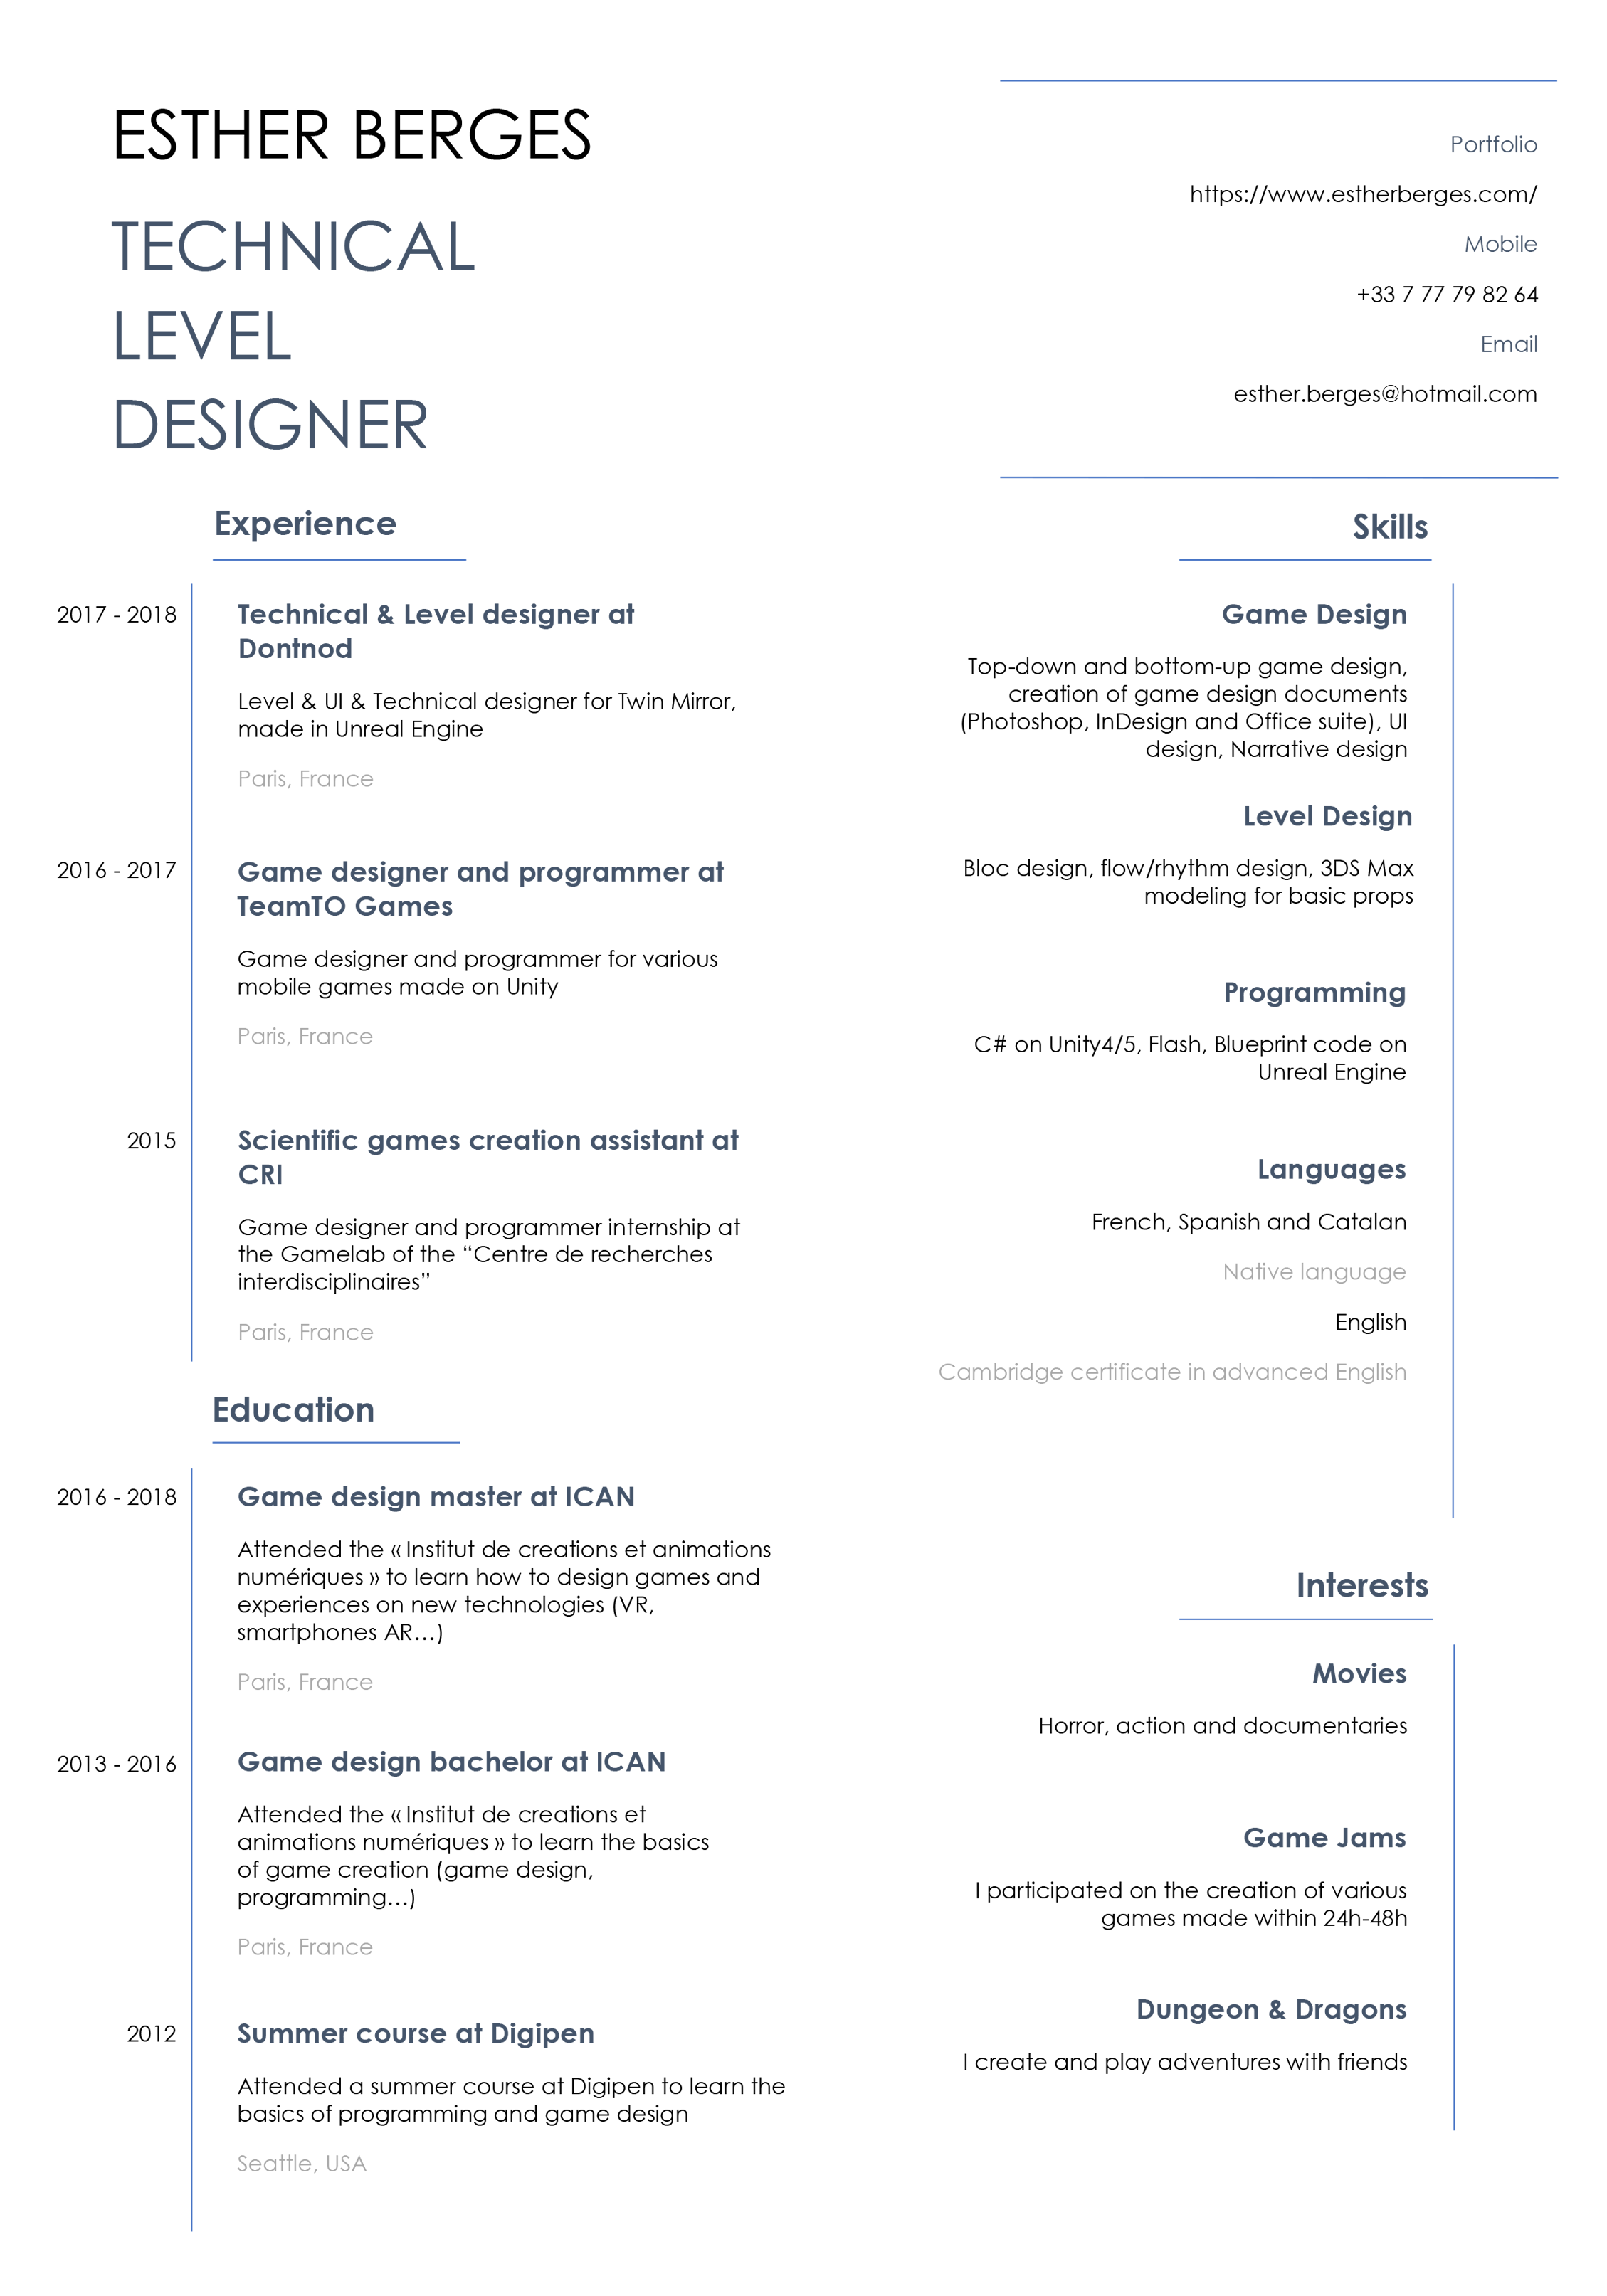 ESTHER BERGES
TECHNICAL
LEVEL
DESIGNER
Portfolio
https://www.estherberges.com/
Mobile
+33 7 77 79 82 64
Email
esther.berges@hotmail.com
Experience
2017 - 2018
Technical & Level designer at
Dontnod
Level & UI & Technical designer for Twin Mirror,
made in Unreal Engine
Paris, France
2016 - 2017
Game designer and programmer at
TeamTO Games
Game designer and programmer for various
mobile games made on Unity
Paris, France
2015
Scientific games creation assistant at
CRI
Game designer and programmer internship at
the Gamelab of the “Centre de recherches
interdisciplinaires”
Paris, France
Education
2016 - 2018
Game design master at ICAN
Attended the « Institut de creations et animations
numériques » to learn how to design games and
experiences on new technologies (VR,
smartphones AR…)
Paris, France
2013 - 2016
Game design bachelor at ICAN
Attended the « Institut de creations et
animations numériques » to learn the basics
of game creation (game design,
programming…)
Paris, France
2012
Summer course at Digipen
Attended a summer course at Digipen to learn the
basics of programming and game design
Seattle, USA
Skills
Game Design
Top-down and bottom-up game design,
creation of game design documents
(Photoshop, InDesign and Office suite), UI
design, Narrative design
Level Design
Bloc design, flow/rhythm design, 3DS Max
modeling for basic props
Programming
C# on Unity4/5, Flash, Blueprint code on
Unreal Engine
Languages
French, Spanish and Catalan
Native language
English
Cambridge certificate in advanced English
Interests
Movies
Horror, action and documentaries
Game Jams
I participated on the creation of various
games made within 24h-48h
Dungeon & Dragons
I create and play adventures with friends